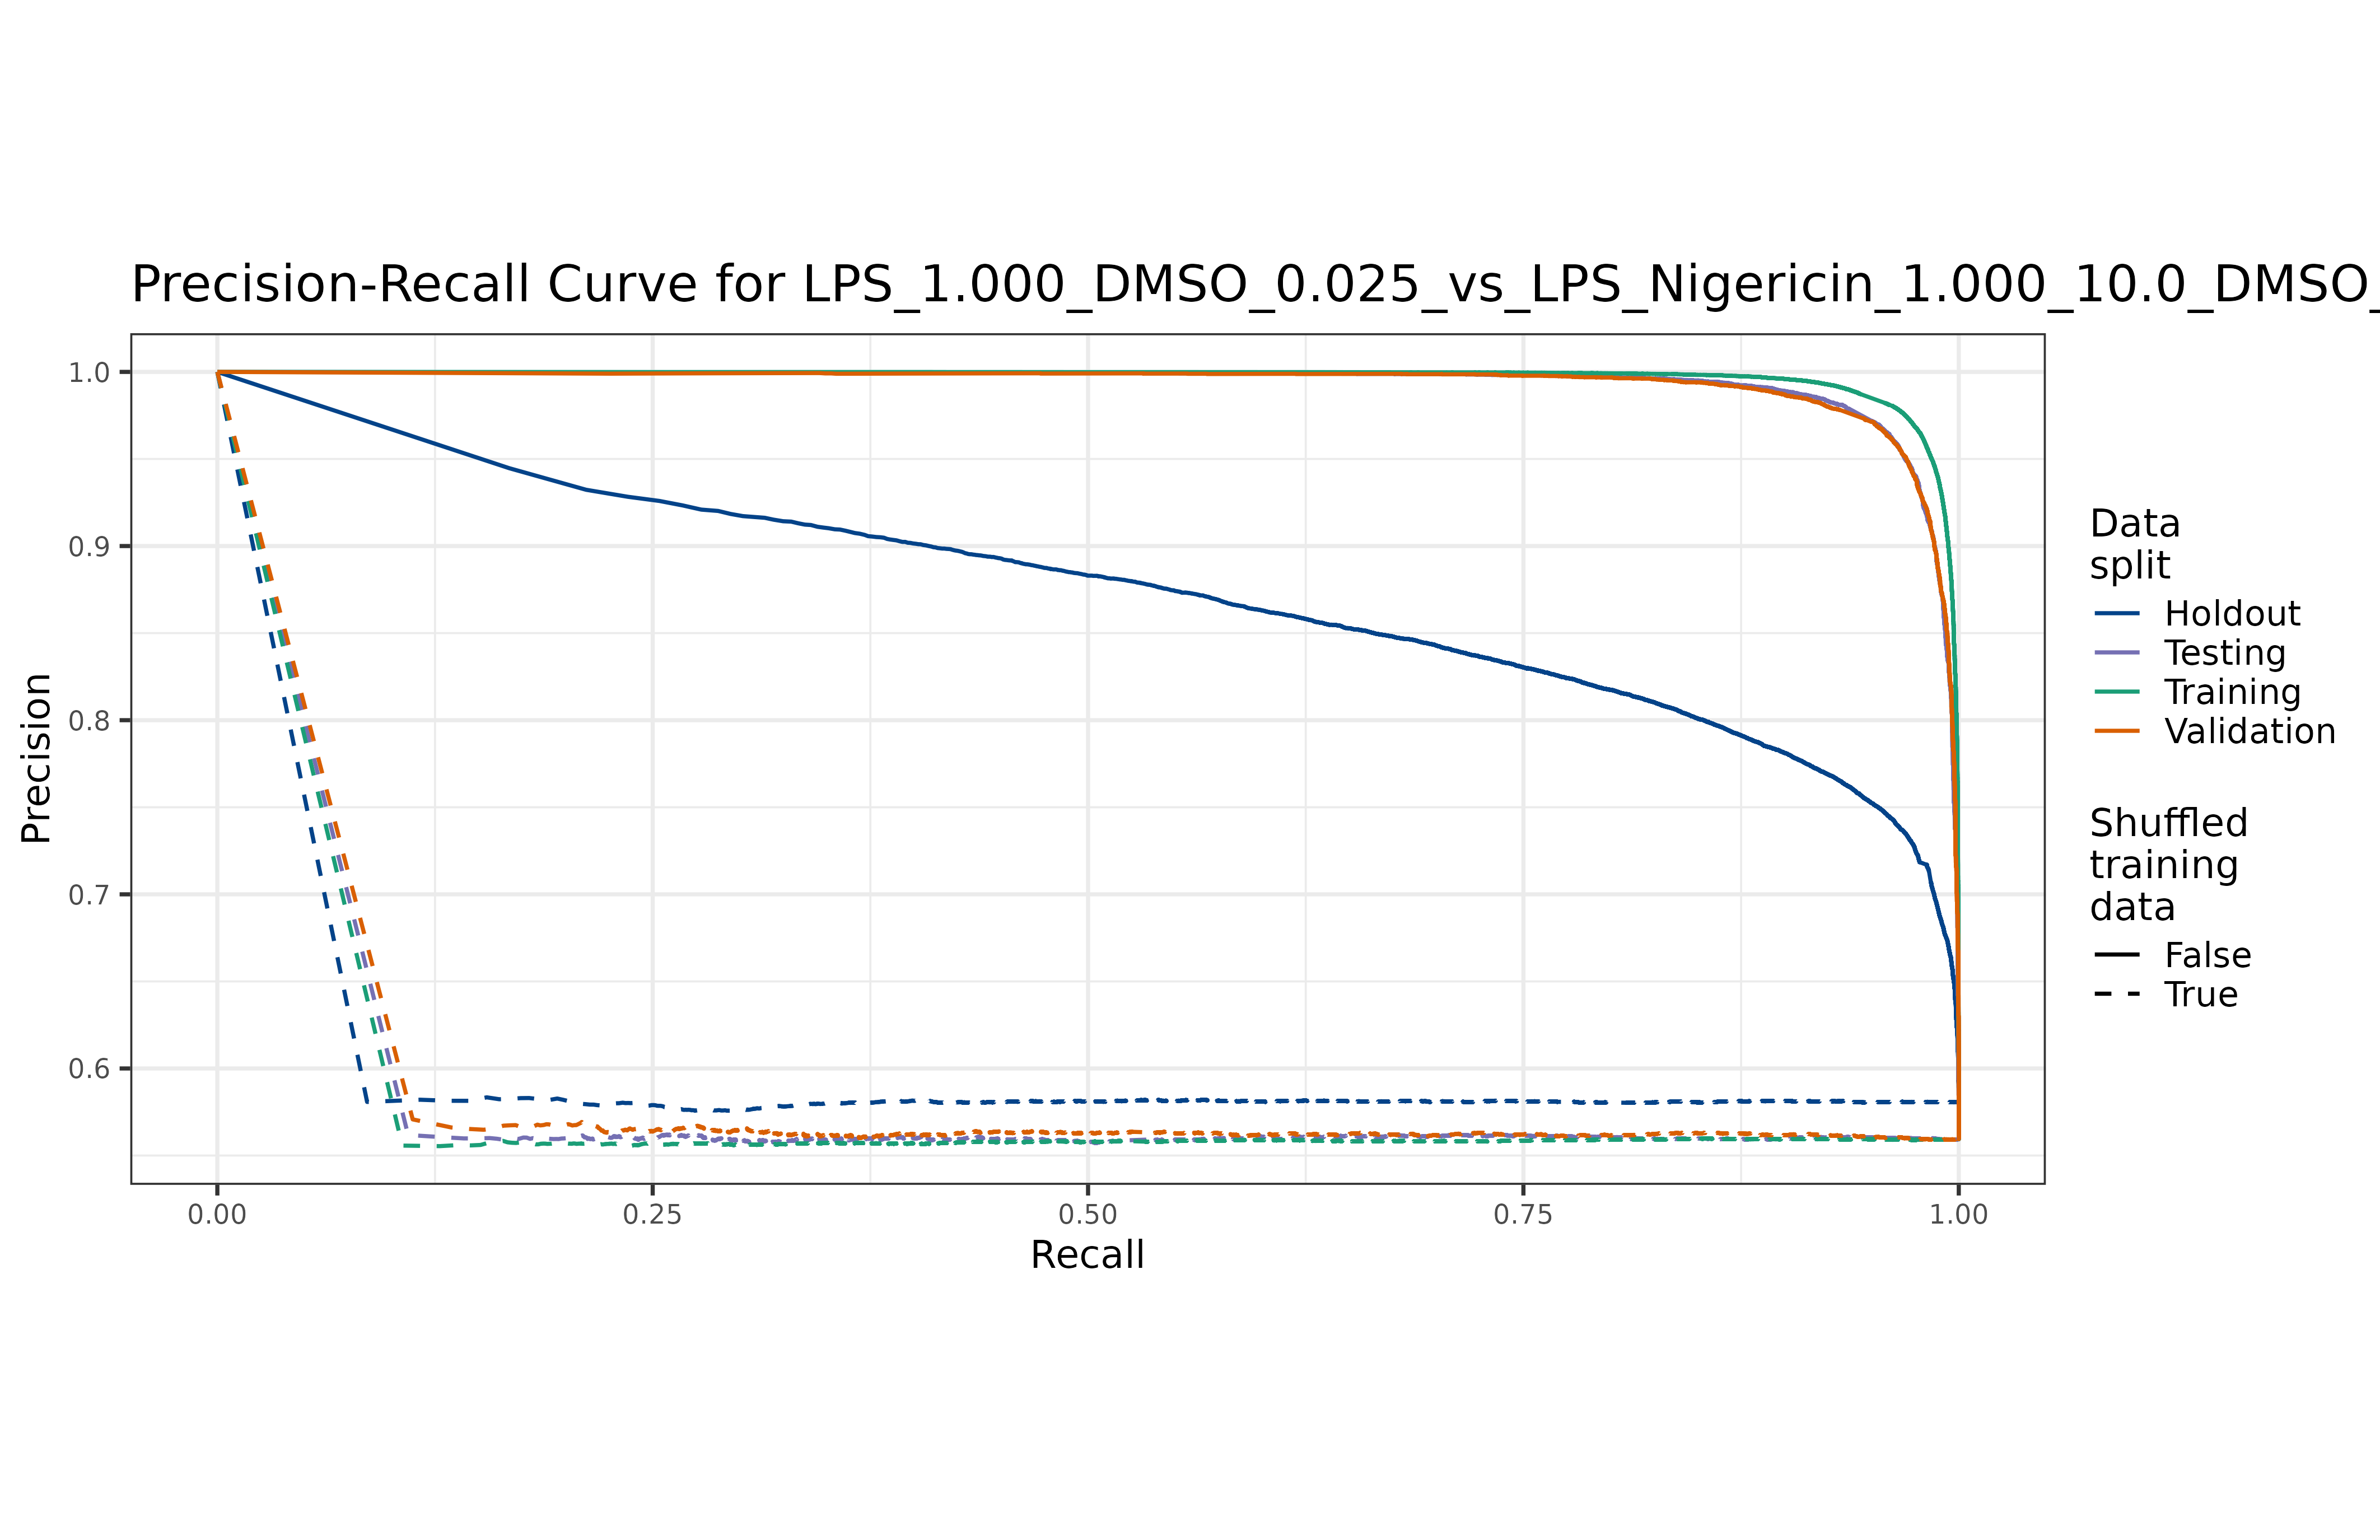 Precision-Recall Curve for LPS_1.000_DMSO_0.025_vs_LPS_Nigericin_1.000_10.0_DMSO_
1.0
0.9
0.8
0.7
0.6
Precision
0.00
0.25
0.50
0.75
1.00
Recall
Data
split
Holdout
Testing
Training
Validation
Shuffled
training
data
False
True